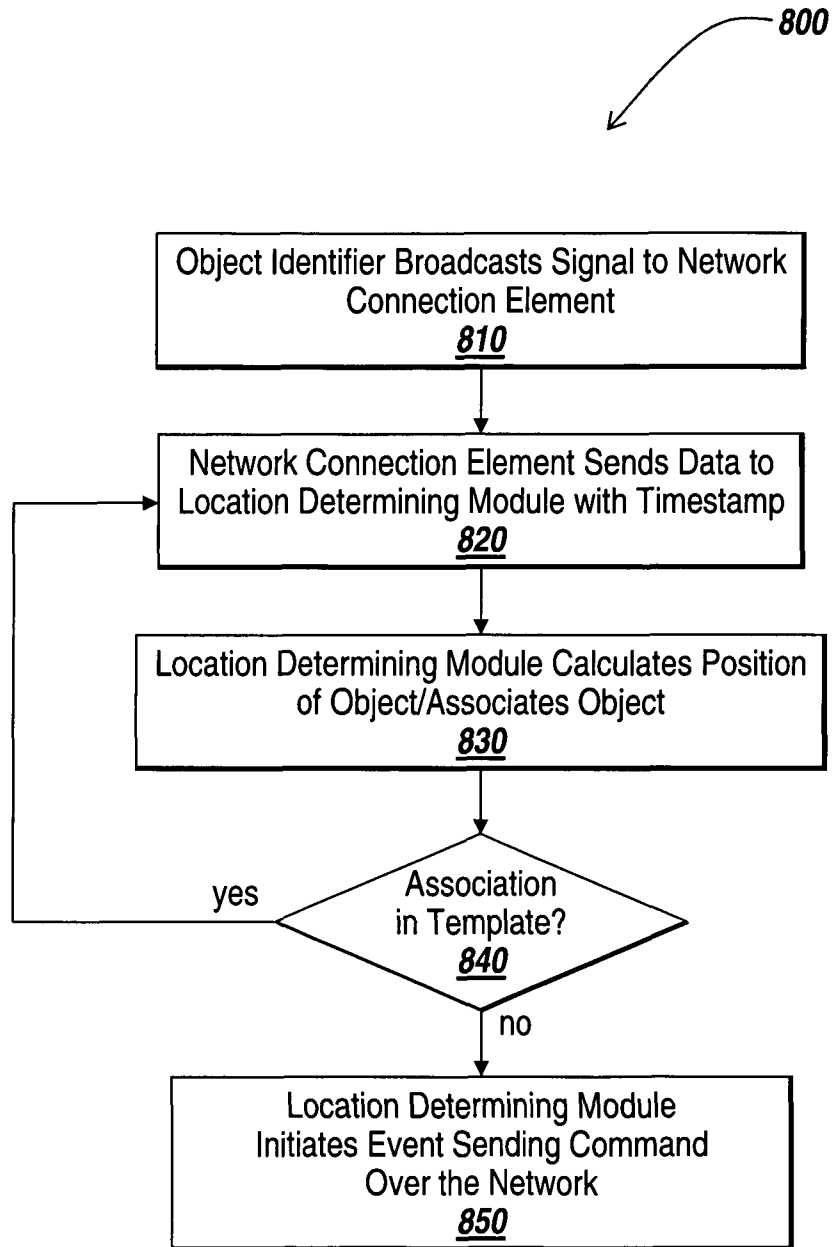 800
Object Identifier Broadcasts Signal to Network
Connection Element
810
Network Connection Element Sends Data to
Location Determining Module with Timestamp
820
Location Determining Module Calculates Position
of Object/Associates Object
830
yes
Association
in Template?
840
no
Location Determining Module
Initiates Event Sending Command
Over the Network
850